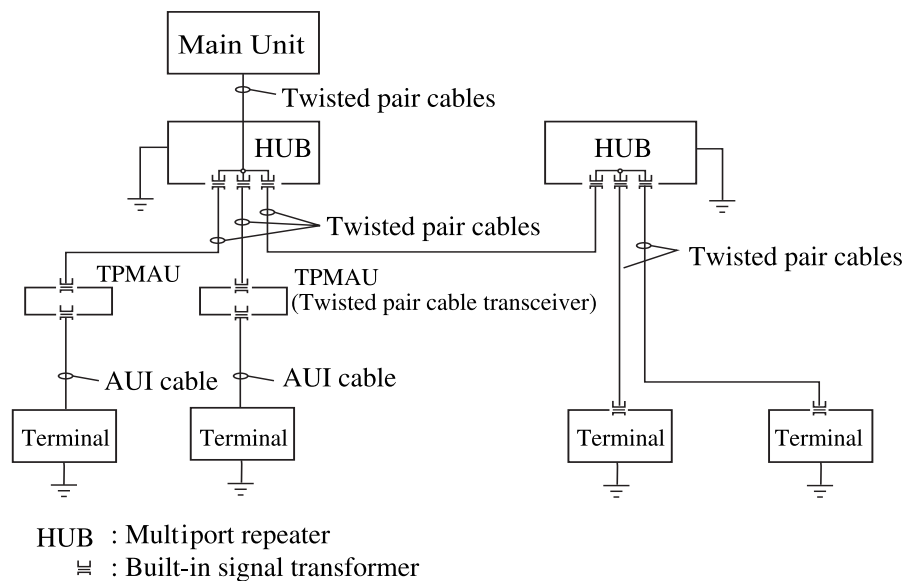 Main Unit
Twisted pair cables
HUB
HUB
Twisted pair cables
Twisted pair cables
TPMAU
TPMAU
(Twisted pair cable transceiver)
AUI cable
AUI cable
Terminal
Terminal
Terminal
Terminal
HUB : Multiport repeater
: Built-in signal transformer